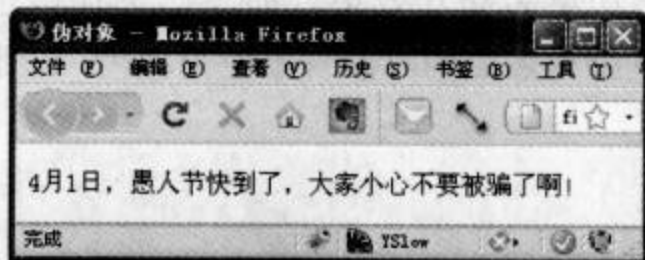 伪对象 - Mozilla Firefox
文件 (F) 编辑 (E) 查看 (V) 历史 (S) 书签 (B) 工具 (T)
fi
4月1日，愚人节快到了，大家小心不要被骗了啊！
完成 YSlow